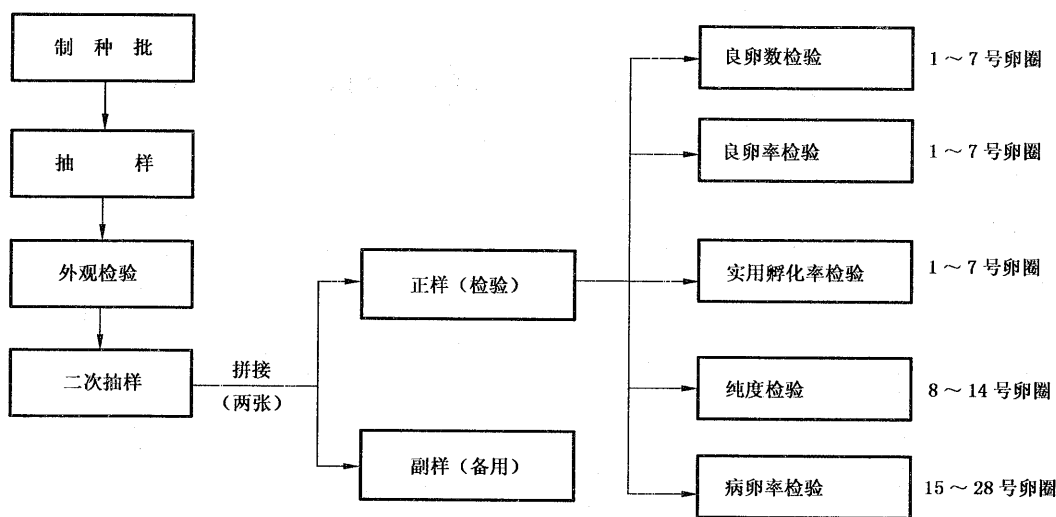 制种批
抽样
外观检验
二次抽样
拼接
（两张）
正样（检验）
副样（备用）
良卵数检验 1～7号卵圈
良卵率检验 1～7号卵圈
实用孵化率检验 1～7号卵圈
纯度检验 8～14号卵圈
病卵率检验 15～28号卵圈